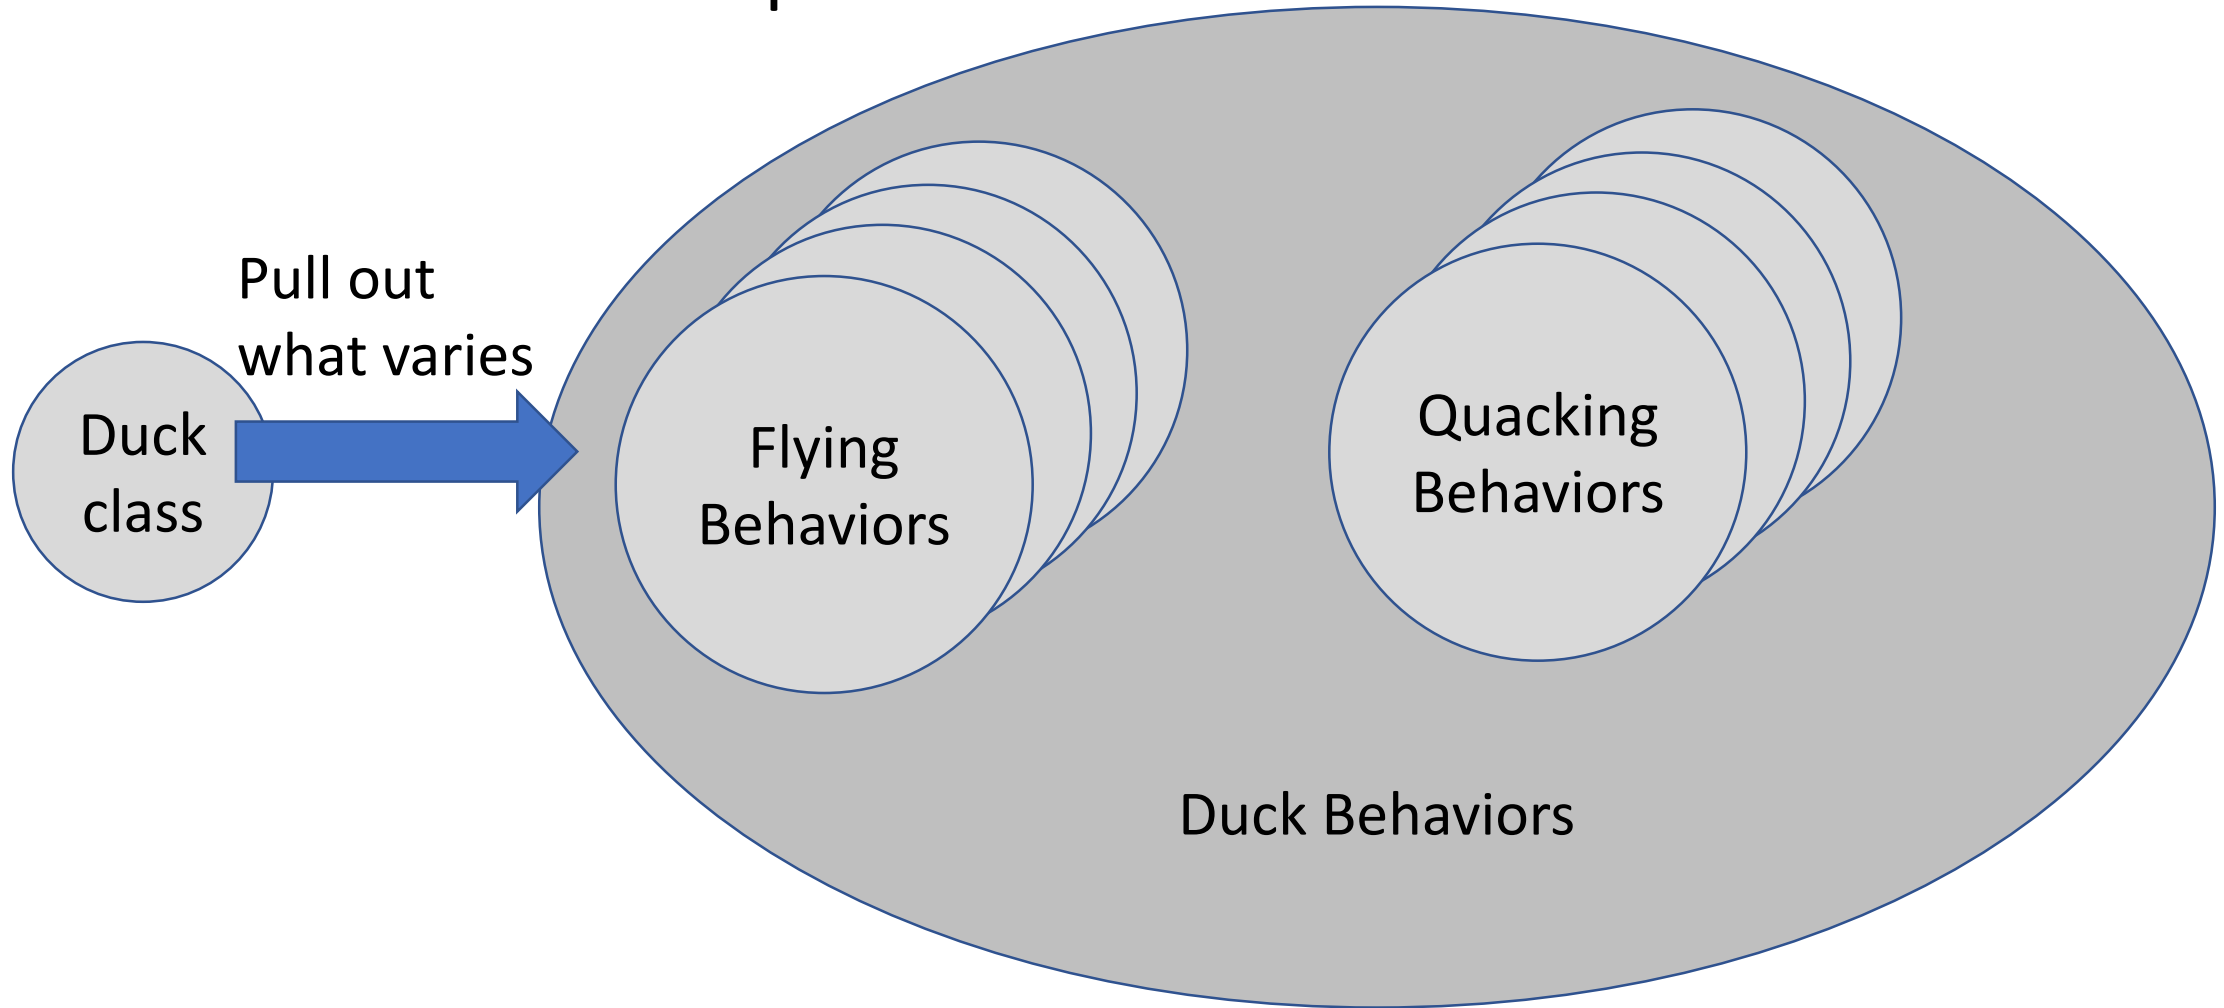 Pull out
what varies
Duck
class
Flying
Behaviors
Quacking
Behaviors
Duck Behaviors